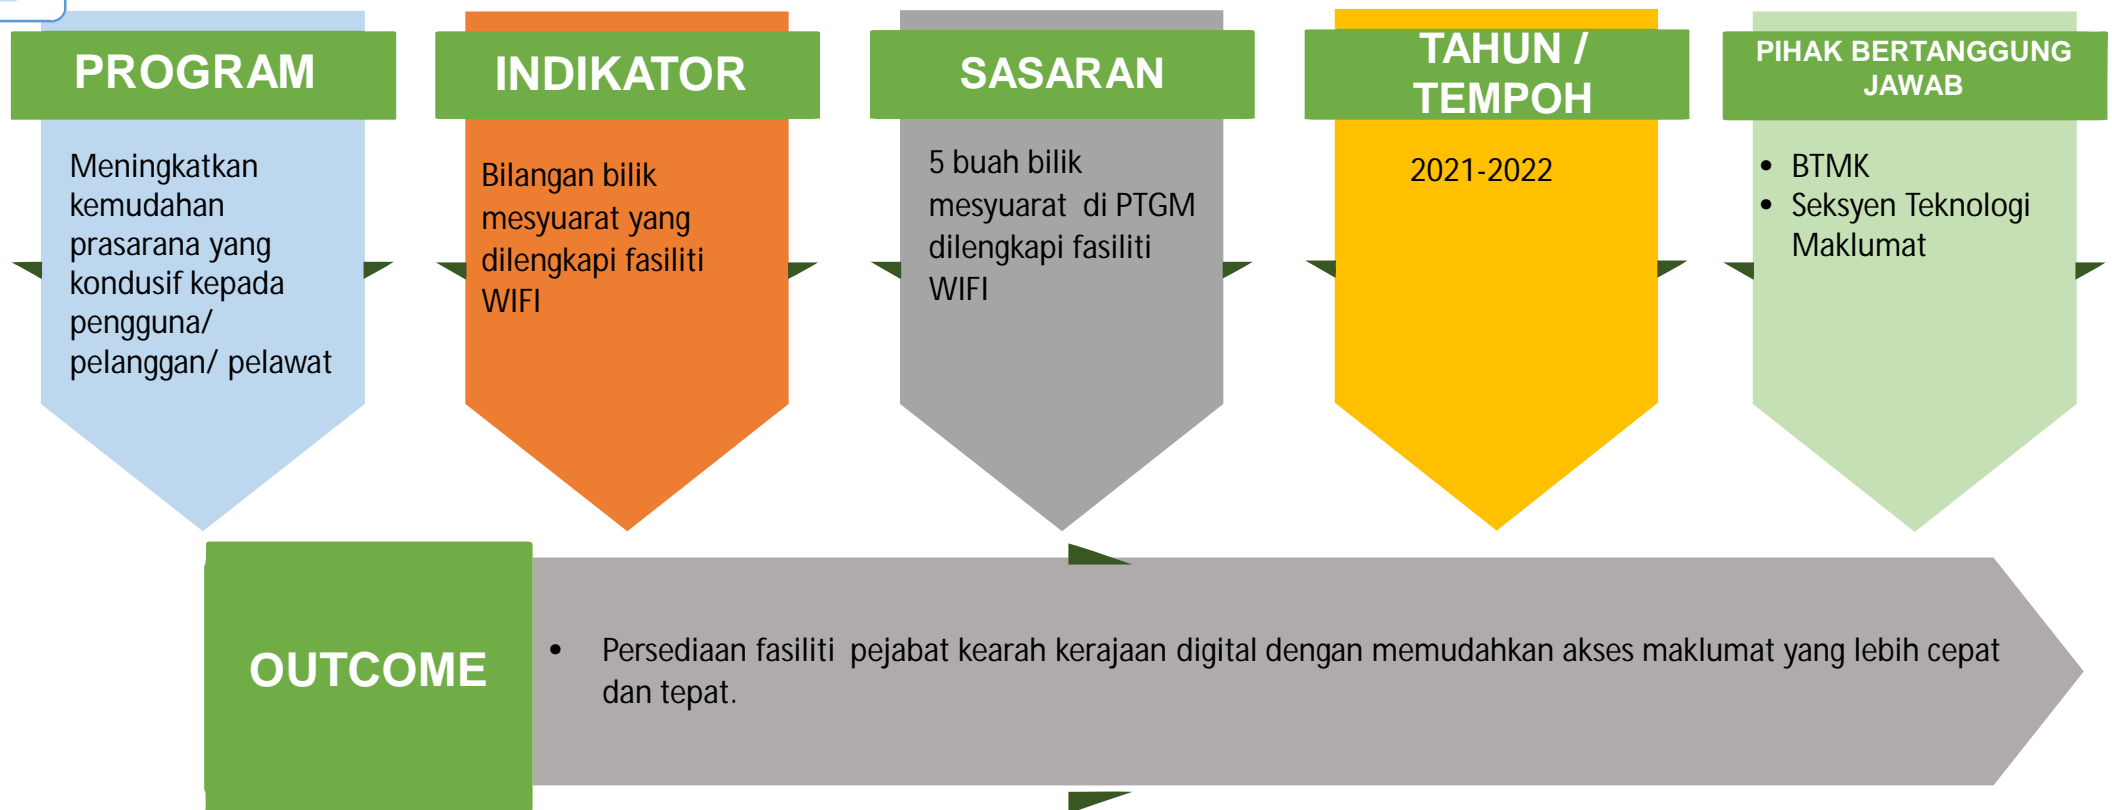 PROGRAM
Meningkatkan
kemudahan
prasarana yang
kondusif kepada
pengguna/
pelanggan/ pelawat
INDIKATOR
Bilangan bilik
mesyuarat yang
dilengkapi fasiliti
WIFI
SASARAN
5 buah bilik
mesyuarat di PTGM
dilengkapi fasiliti
WIFI
TAHUN /
TEMPOH
2021-2022
PIHAK BERTANGGUNG
JAWAB
• BTMK
• Seksyen Teknologi
Maklumat
OUTCOME
• Persediaan fasiliti pejabat kearah kerajaan digital dengan memudahkan akses maklumat yang lebih cepat
dan tepat.